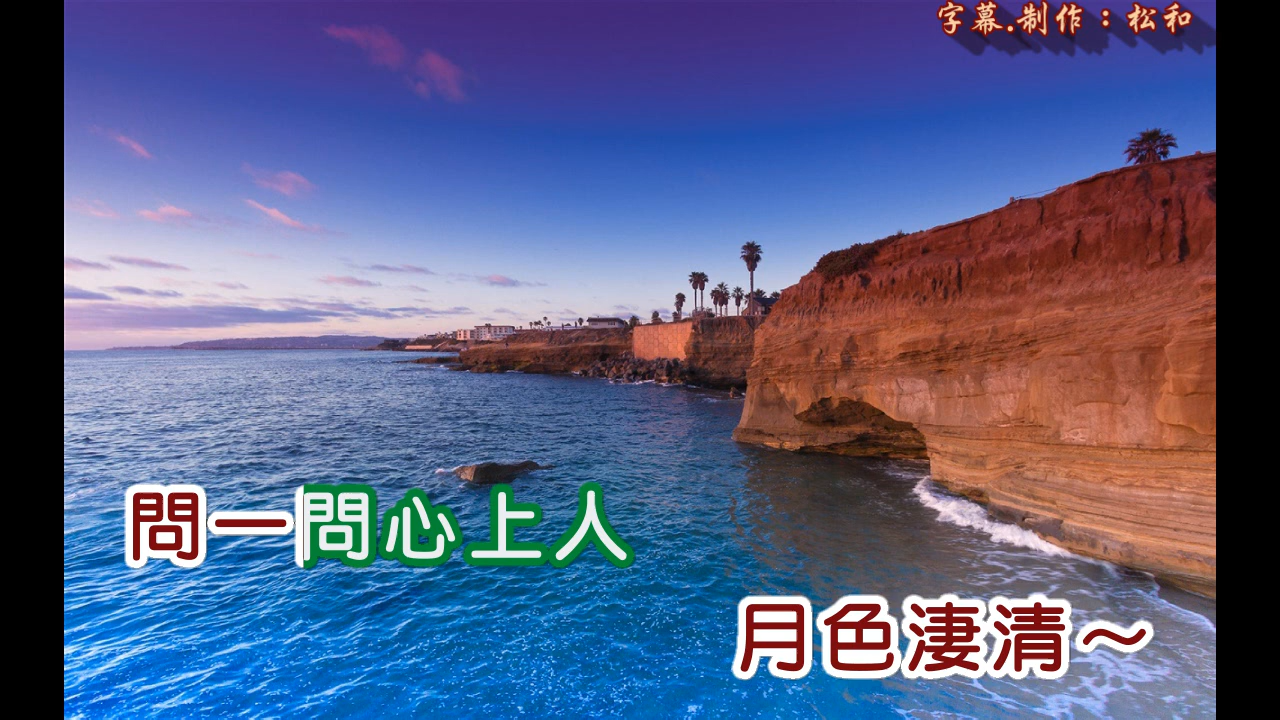 字幕.制作：松和
問一問心上人
月色淒清～